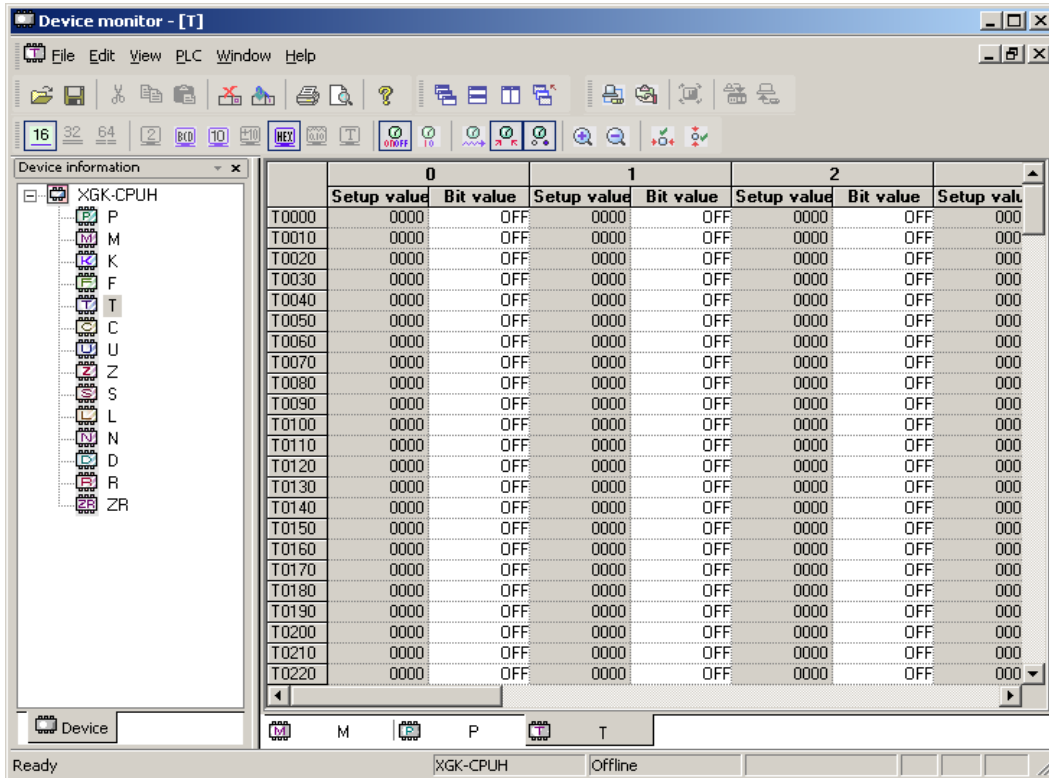 Device monitor - [T]
File Edit View PLC Window Help
16 32 64 2 BCD 10 ±10 HEX T ONOFF 10
Device information
XGK-CPUH
P
M
K
F
T
C
U
Z
S
L
N
D
R
ZR
Device
0 1 2
Setup value Bit value Setup value Bit value Setup value Bit value Setup valu
T0000 0000 OFF 0000 OFF 0000 OFF 000
T0010 0000 OFF 0000 OFF 0000 OFF 000
T0020 0000 OFF 0000 OFF 0000 OFF 000
T0030 0000 OFF 0000 OFF 0000 OFF 000
T0040 0000 OFF 0000 OFF 0000 OFF 000
T0050 0000 OFF 0000 OFF 0000 OFF 000
T0060 0000 OFF 0000 OFF 0000 OFF 000
T0070 0000 OFF 0000 OFF 0000 OFF 000
T0080 0000 OFF 0000 OFF 0000 OFF 000
T0090 0000 OFF 0000 OFF 0000 OFF 000
T0100 0000 OFF 0000 OFF 0000 OFF 000
T0110 0000 OFF 0000 OFF 0000 OFF 000
T0120 0000 OFF 0000 OFF 0000 OFF 000
T0130 0000 OFF 0000 OFF 0000 OFF 000
T0140 0000 OFF 0000 OFF 0000 OFF 000
T0150 0000 OFF 0000 OFF 0000 OFF 000
T0160 0000 OFF 0000 OFF 0000 OFF 000
T0170 0000 OFF 0000 OFF 0000 OFF 000
T0180 0000 OFF 0000 OFF 0000 OFF 000
T0190 0000 OFF 0000 OFF 0000 OFF 000
T0200 0000 OFF 0000 OFF 0000 OFF 000
T0210 0000 OFF 0000 OFF 0000 OFF 000
T0220 0000 OFF 0000 OFF 0000 OFF 000
M P T
Ready XGK-CPUH Offline